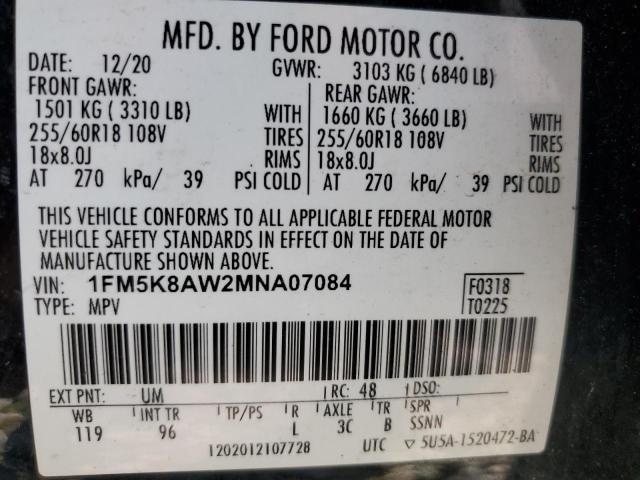 MFD. BY FORD MOTOR CO.
DATE: 12/20 GVWR: 3103 KG ( 6840 LB)
FRONT GAWR: REAR GAWR:
1501 KG ( 3310 LB) WITH 1660 KG ( 3660 LB) WITH
255/60R18 108V TIRES 255/60R18 108V TIRES
18x8.0J RIMS 18x8.0J RIMS
AT 270 kPa/ 39 PSI COLD AT 270 kPa/ 39 PSI COLD
THIS VEHICLE CONFORMS TO ALL APPLICABLE FEDERAL MOTOR
VEHICLE SAFETY STANDARDS IN EFFECT ON THE DATE OF
MANUFACTURE SHOWN ABOVE.
VIN: 1FM5K8AW2MNA07084 F0318
TYPE: MPV T0225
EXT PNT: UM RC: 48 DSO:
WB INT TR TP/PS R AXLE TR SPR
119 96 L 3C B SSNN
1202012107728 UTC ▽ 5U5A-1520472-BA